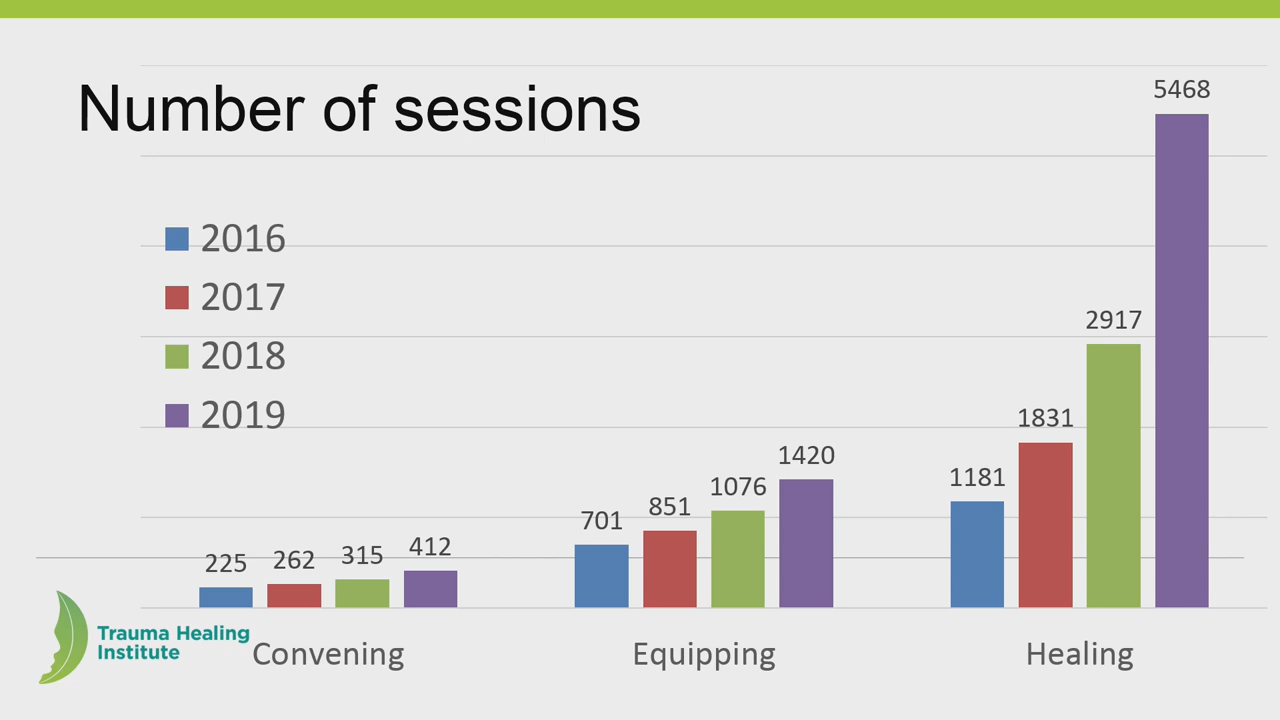 Number of sessions
2016
2017
2018
2019
225
262
315
412
701
851
1076
1420
1181
1831
2917
5468
Convening
Equipping
Healing
Trauma Healing
Institute